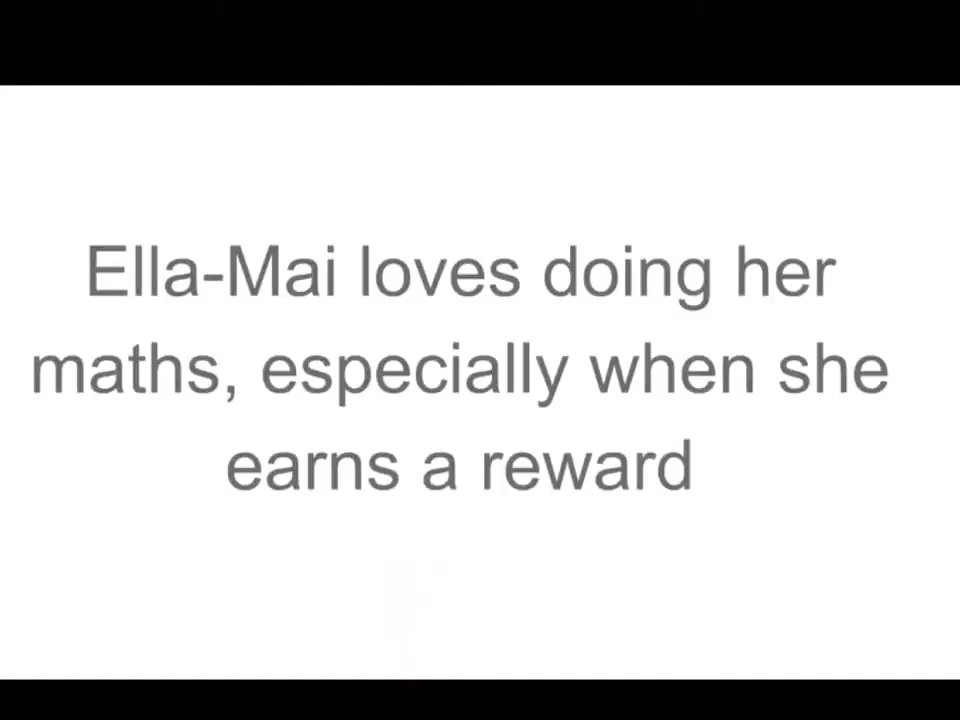 Ella-Mai loves doing her
maths, especially when she
earns a reward